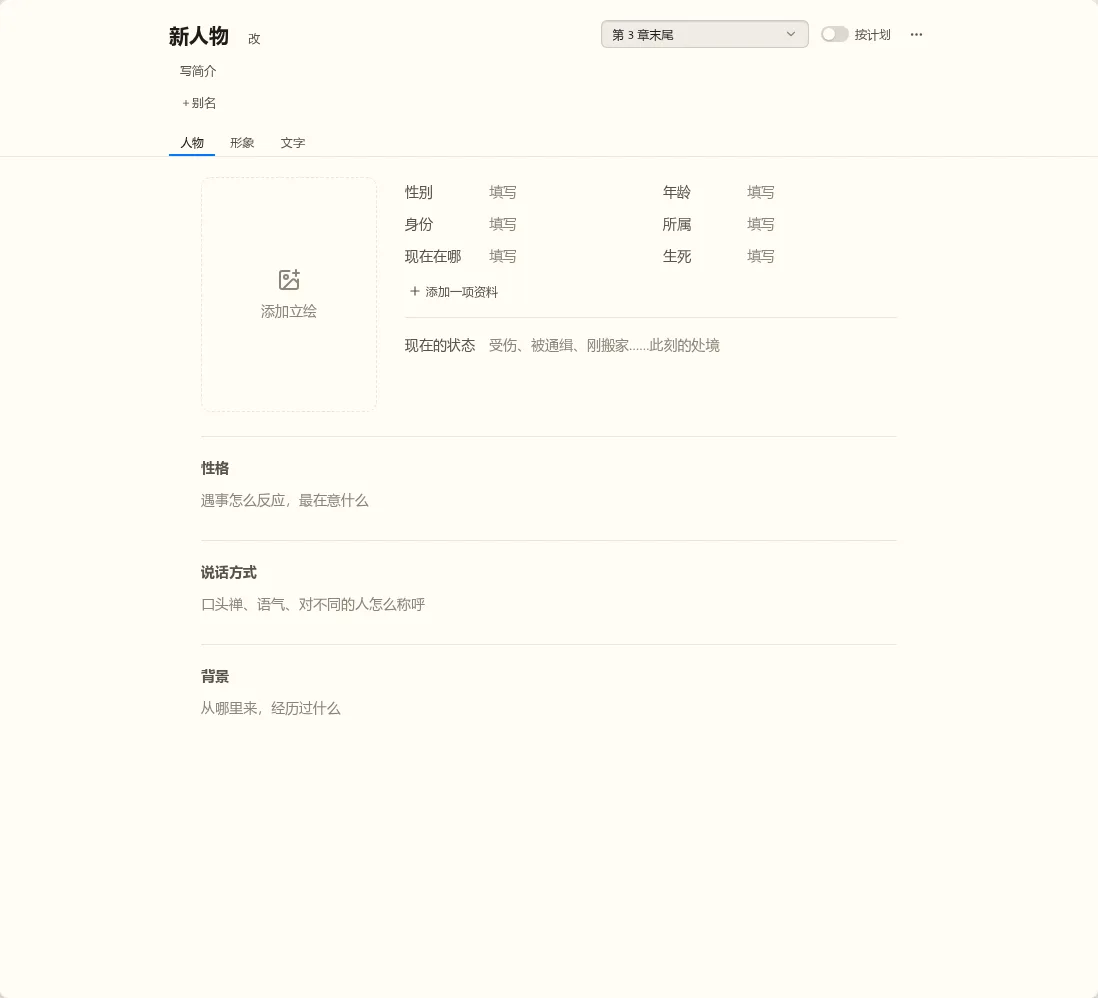 新人物 改 第 3 章末尾 按计划 ···
写简介
+ 别名
人物 形象 文字
添加立绘
性别 填写 年龄 填写
身份 填写 所属 填写
现在在哪 填写 生死 填写
+ 添加一项资料
现在的状态 受伤、被通缉、刚搬家……此刻的处境
性格
遇事怎么反应，最在意什么
说话方式
口头禅、语气、对不同的人怎么称呼
背景
从哪里来，经历过什么